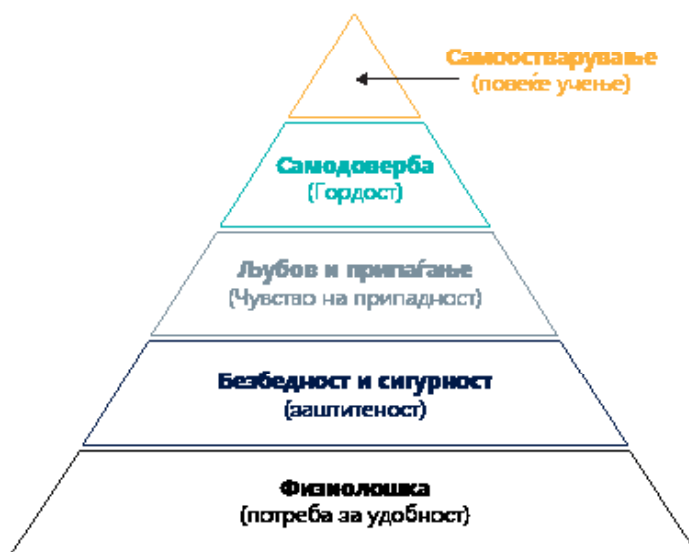 Самоостварување
(повеќе учење)
Самодоверба
(Гордост)
Љубов и припаѓање
(Чувство на припадност)
Безбедност и сигурност
(заштитеност)
Физиолошка
(потреба за удобност)